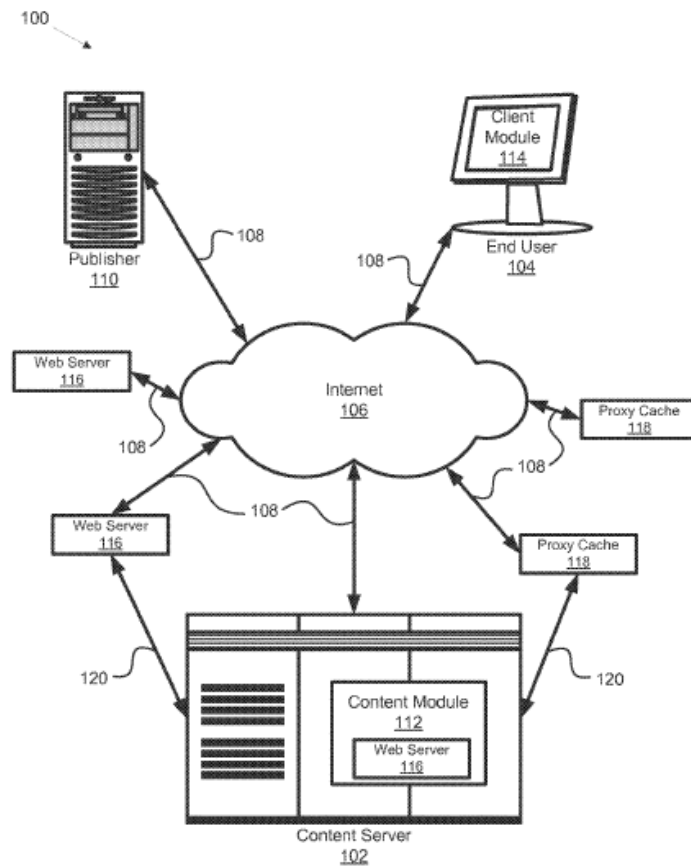 100
Client
Module
114
Publisher
110
108
End User
104
108
Web Server
116
Internet
106
Proxy Cache
118
108
108
108
Web Server
116
108
Proxy Cache
118
120
120
Content Module
112
Web Server
116
Content Server
102